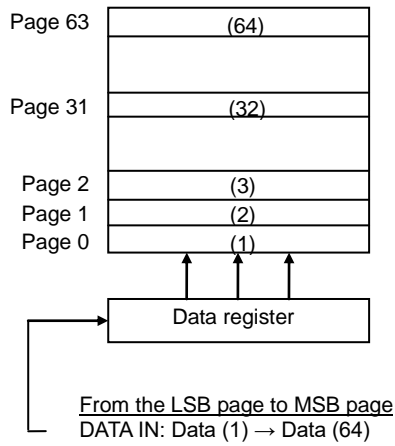 Page 63 (64)
Page 31 (32)
Page 2 (3)
Page 1 (2)
Page 0 (1)
Data register
From the LSB page to MSB page
DATA IN: Data (1) → Data (64)